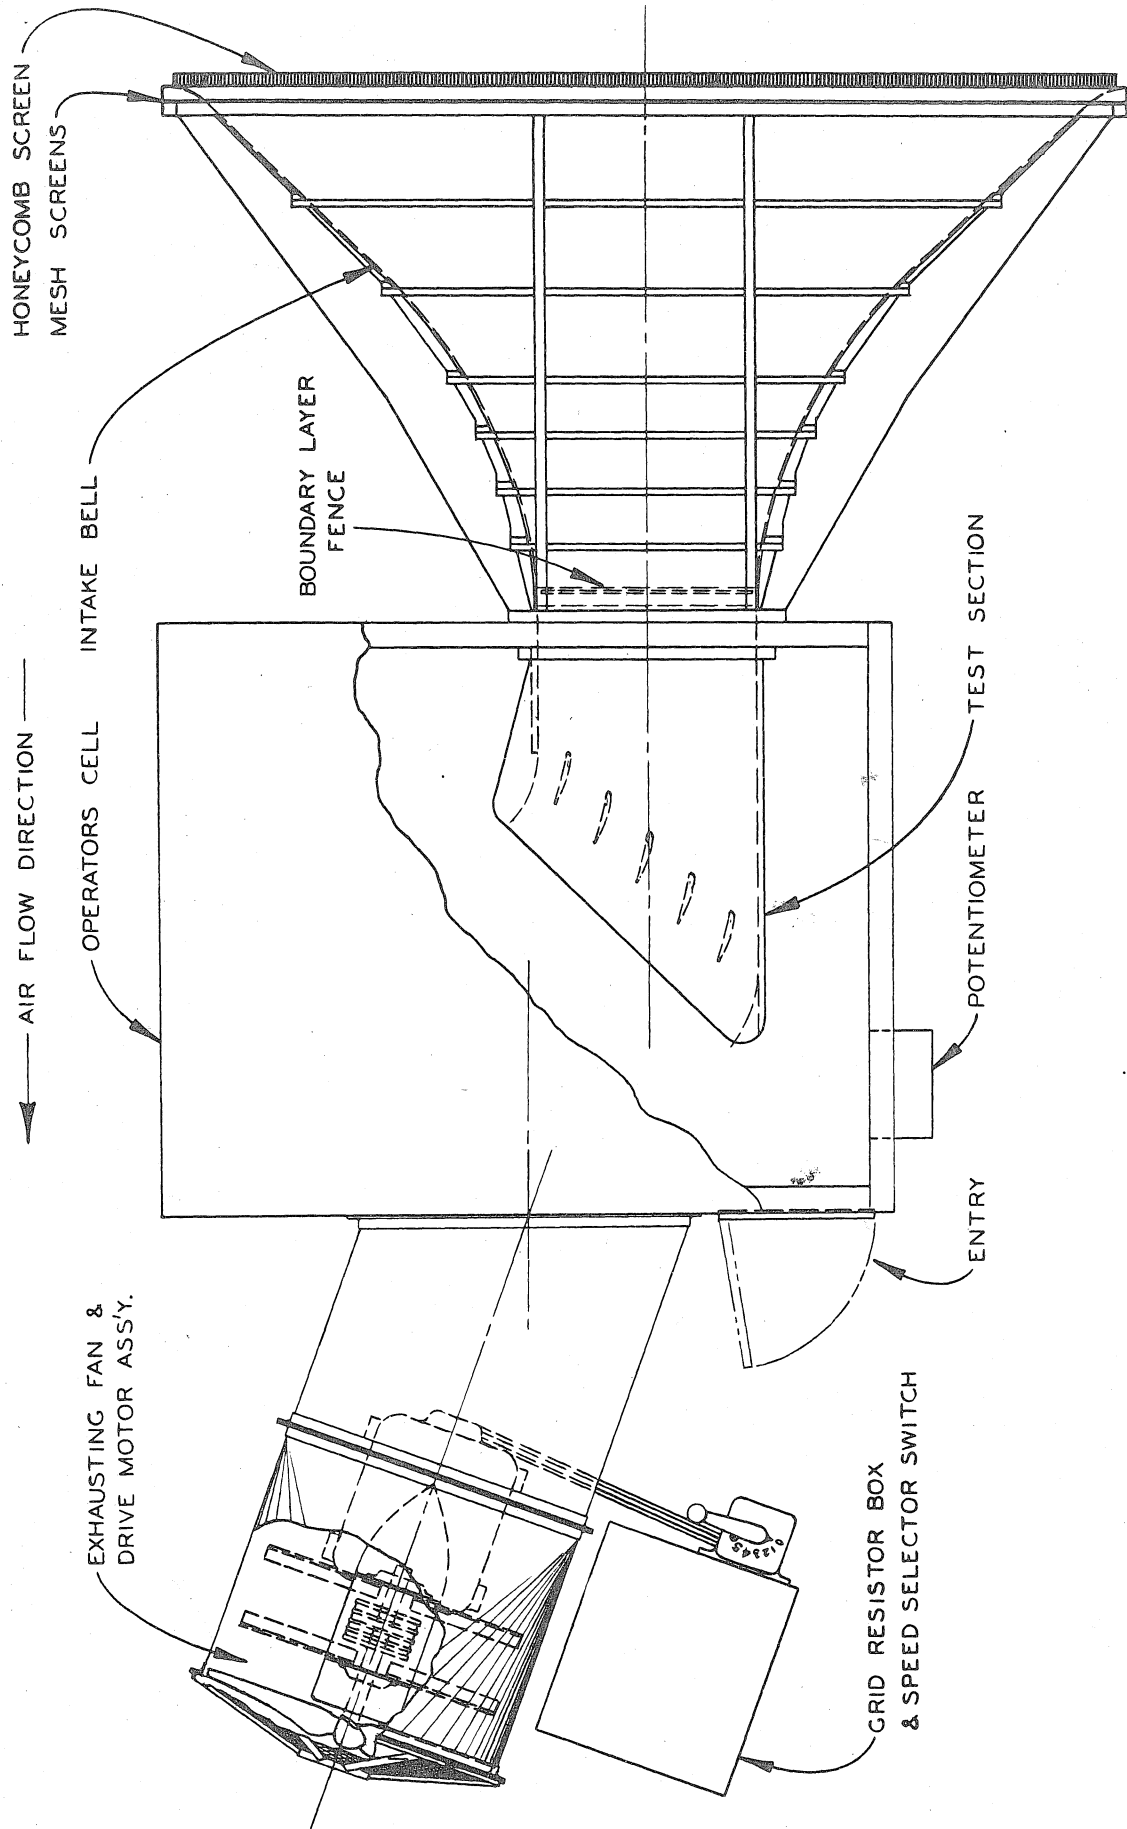 HONEYCOMB SCREEN
MESH SCREENS
AIR FLOW DIRECTION
OPERATORS CELL
INTAKE BELL
BOUNDARY LAYER
FENCE
TEST SECTION
POTENTIOMETER
ENTRY
EXHAUSTING FAN &
DRIVE MOTOR ASS'Y.
GRID RESISTOR BOX
& SPEED SELECTOR SWITCH
012345